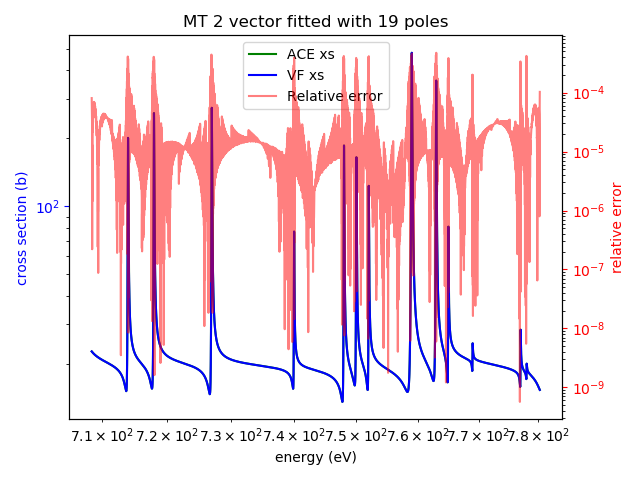 MT 2 vector fitted with 19 poles
ACE xs
VF xs
Relative error
cross section (b)
10²
relative error
10⁻⁴
10⁻⁵
10⁻⁶
10⁻⁷
10⁻⁸
10⁻⁹
7.1 × 10² 7.2 × 10² 7.3 × 10² 7.4 × 10² 7.5 × 10² 7.6 × 10² 7.7 × 10² 7.8 × 10²
energy (eV)